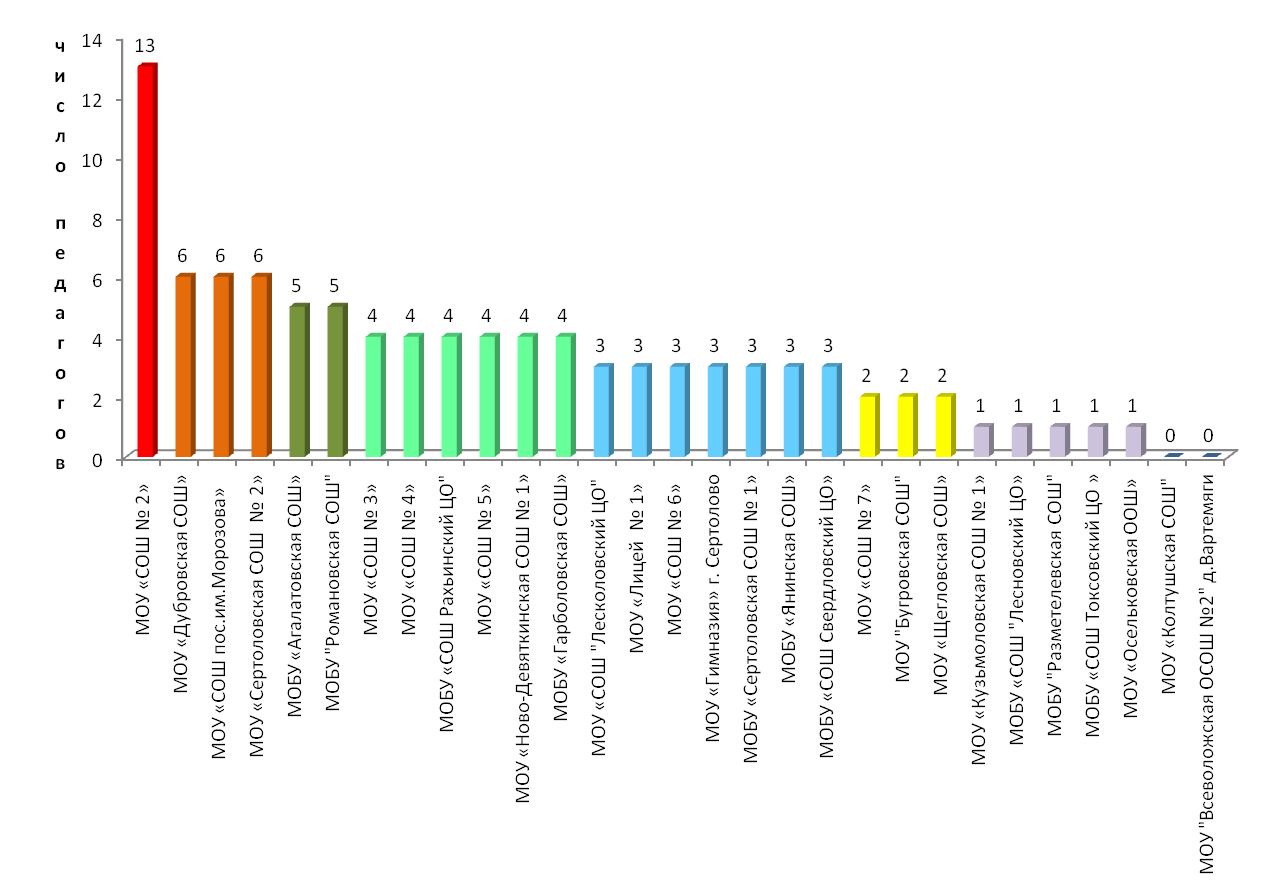 число педагогов
14
12
10
8
6
4
2
0
13
6
6
6
5
5
4
4
4
4
4
4
3
3
3
3
3
3
3
2
2
2
1
1
1
1
1
0
0
МОУ «СОШ № 2»
МОУ «Дубровская СОШ»
МОУ «СОШ пос.им.Морозова»
МОУ «Сертоловская СОШ № 2»
МОБУ «Агалатовская СОШ»
МОБУ "Романовская СОШ"
МОУ «СОШ № 3»
МОУ «СОШ № 4»
МОБУ «СОШ Рахьинский ЦО"
МОУ «СОШ № 5»
МОУ «Ново-Девяткинская СОШ № 1»
МОБУ «Гарболовская СОШ»
МОУ «СОШ "Лесколовский ЦО"
МОУ «Лицей № 1»
МОУ «СОШ № 6»
МОУ «Гимназия» г. Сертолово
МОБУ «Сертоловская СОШ № 1»
МОБУ «Янинская СОШ»
МОБУ «СОШ Свердловский ЦО»
МОУ «СОШ № 7»
МОУ "Бугровская СОШ"
МОУ «Щегловская СОШ»
МОУ «Кузьмоловская СОШ № 1»
МОБУ «СОШ "Лесновский ЦО»
МОБУ "Разметелевская СОШ"
МОБУ «СОШ Токсовский ЦО »
МОУ «Осельковская ООШ»
МОУ «Колтушская СОШ"
МОУ "Всеволожская ОСОШ №2" д.Вартемяги